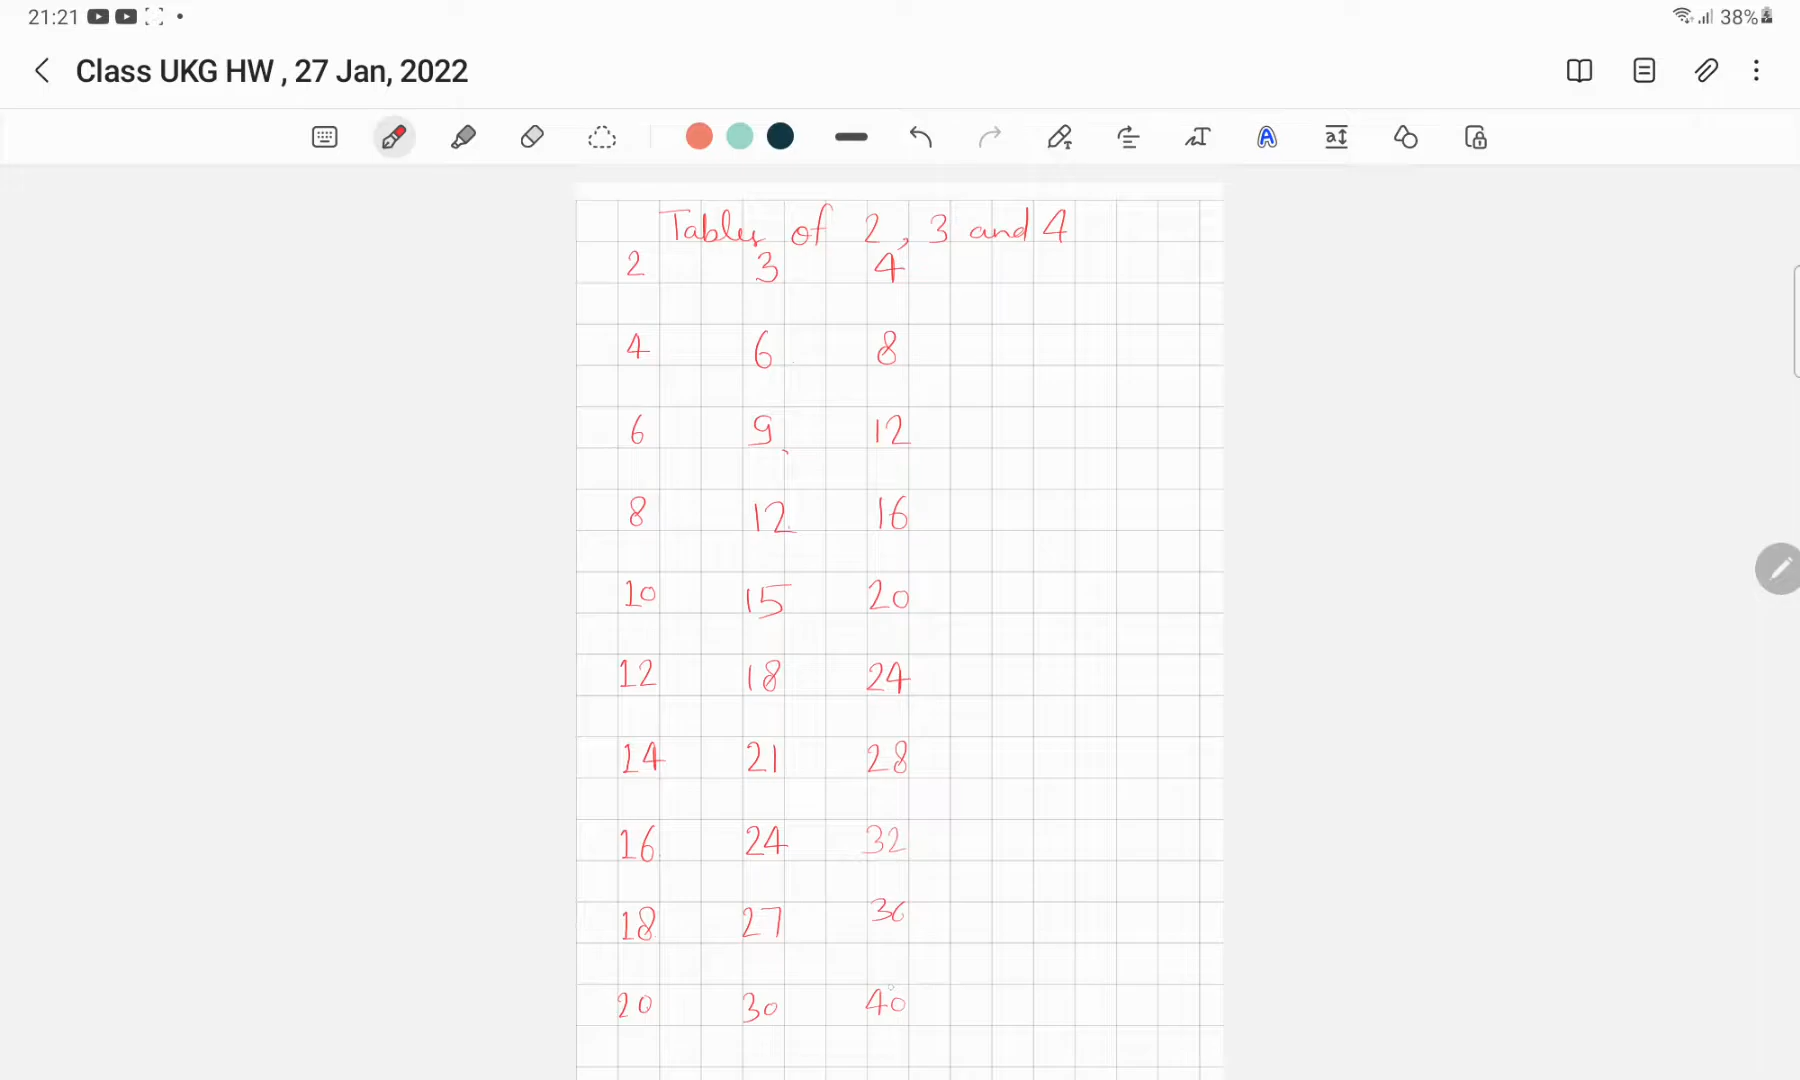 21:21
38%
Class UKG HW , 27 Jan, 2022
Tables of 2 , 3 and 4
2 3 4
4 6 8
6 9 12
8 12 16
10 15 20
12 18 24
14 21 28
16 24 32
18 27 36
20 30 40